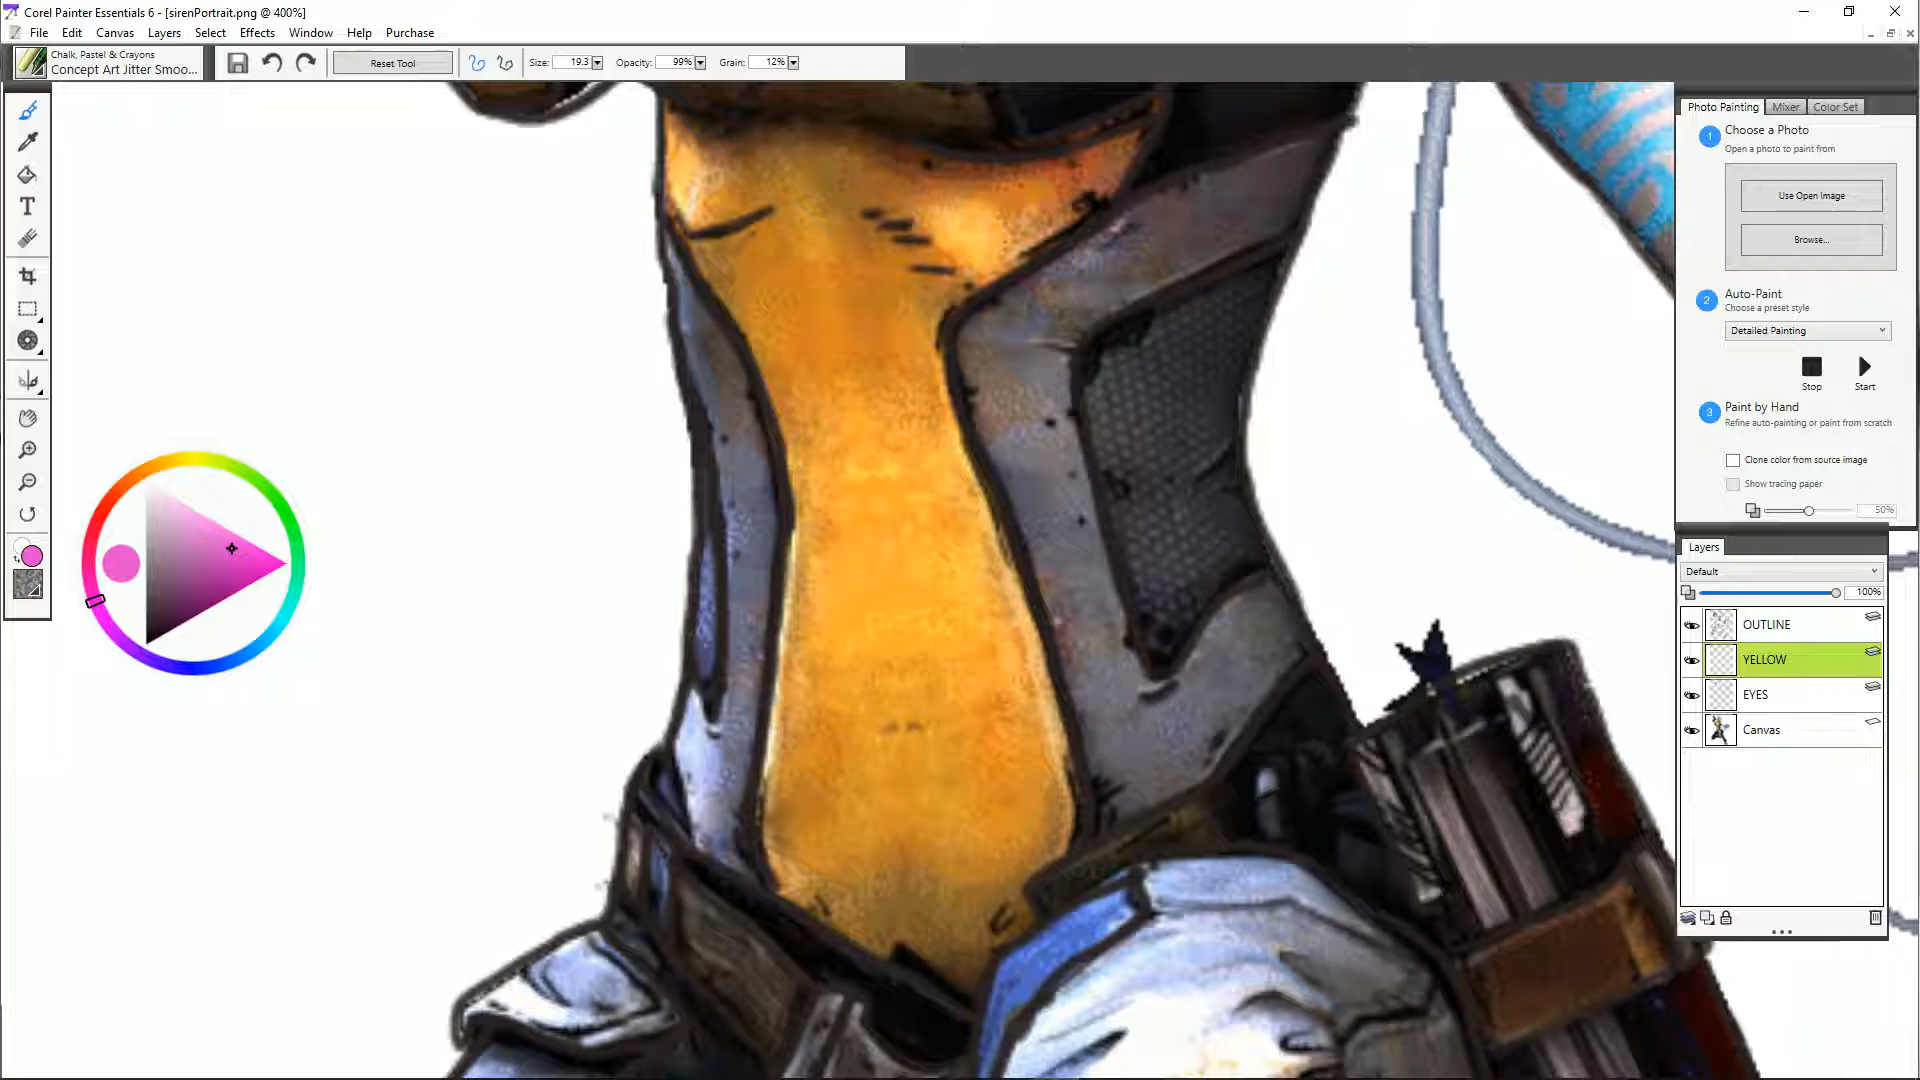 Corel Painter Essentials 6 - [sirenPortrait.png @ 400%]
File Edit Canvas Layers Select Effects Window Help Purchase
Chalk, Pastel & Crayons
Concept Art Jitter Smoo...
Reset Tool
Size: 19.3
Opacity: 99%
Grain: 12%
Photo Painting Mixer Color Set
1 Choose a Photo
Open a photo to paint from
Use Open Image
Browse...
2 Auto-Paint
Choose a preset style
Detailed Painting
Stop Start
3 Paint by Hand
Refine auto-painting or paint from scratch
Clone color from source image
Show tracing paper
50%
Layers
Default
100%
OUTLINE
YELLOW
EYES
Canvas